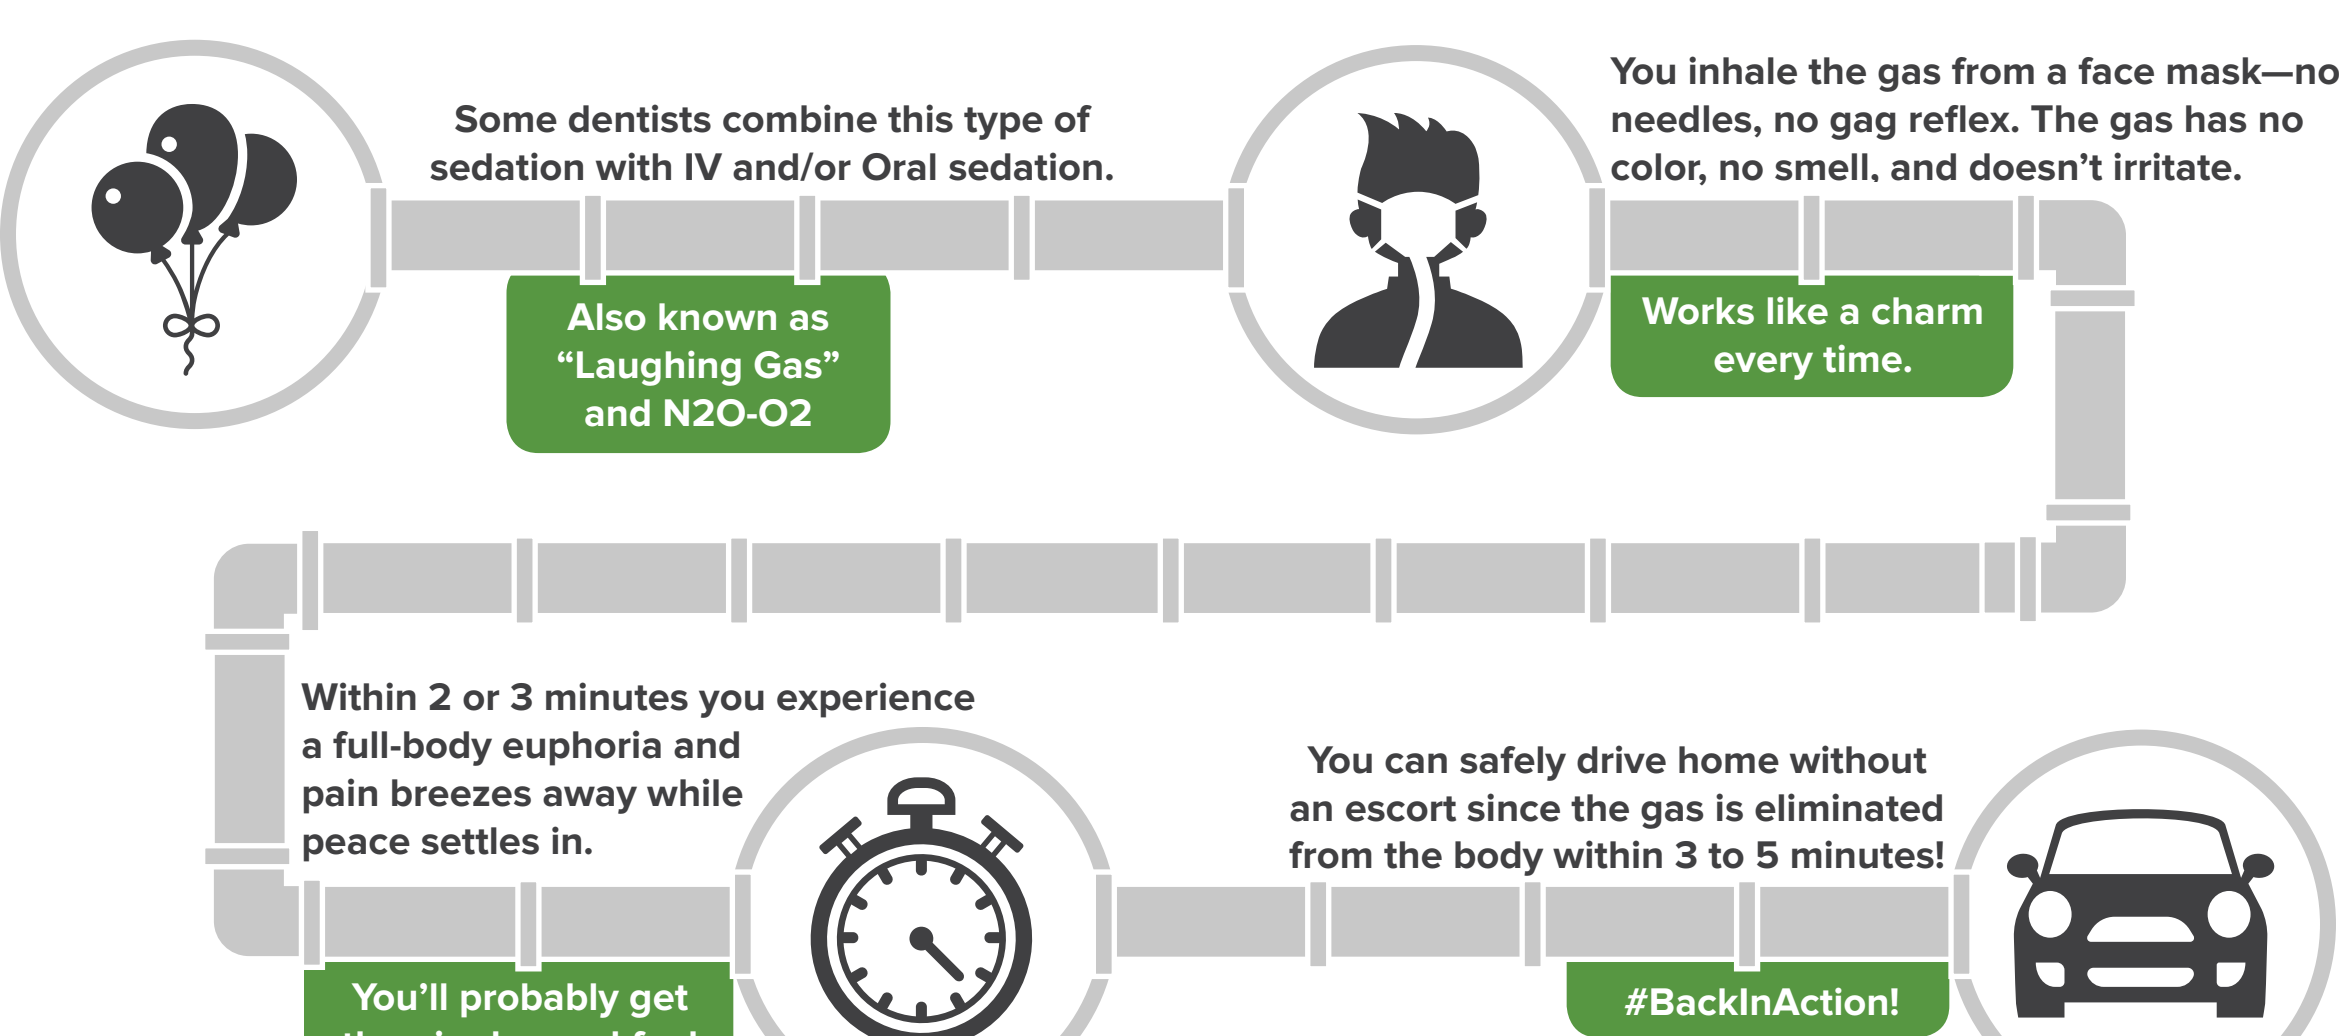 Some dentists combine this type of
sedation with IV and/or Oral sedation.
Also known as
“Laughing Gas”
and N2O-O2
You inhale the gas from a face mask—no
needles, no gag reflex. The gas has no
color, no smell, and doesn’t irritate.
Works like a charm
every time.
Within 2 or 3 minutes you experience
a full-body euphoria and
pain breezes away while
peace settles in.
You’ll probably get
You can safely drive home without
an escort since the gas is eliminated
from the body within 3 to 5 minutes!
#BackInAction!